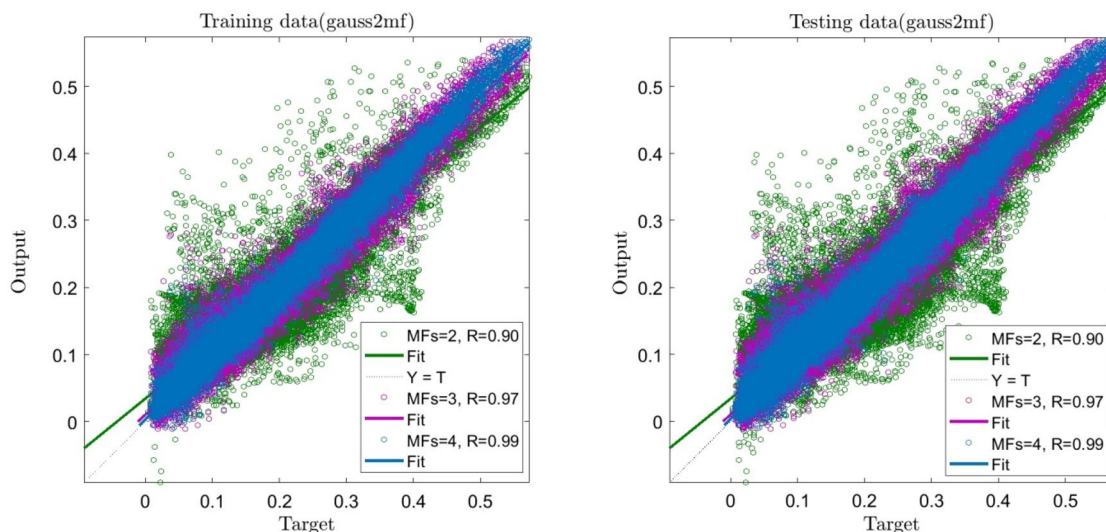 Training data(gauss2mf)
Output
0.5
0.4
0.3
0.2
0.1
0
0
0.1
0.2
0.3
0.4
0.5
Target
MFs=2, R=0.90
Fit
Y = T
MFs=3, R=0.97
Fit
MFs=4, R=0.99
Fit
Testing data(gauss2mf)
Output
0.5
0.4
0.3
0.2
0.1
0
0
0.1
0.2
0.3
0.4
0.5
Target
MFs=2, R=0.90
Fit
Y = T
MFs=3, R=0.97
Fit
MFs=4, R=0.99
Fit